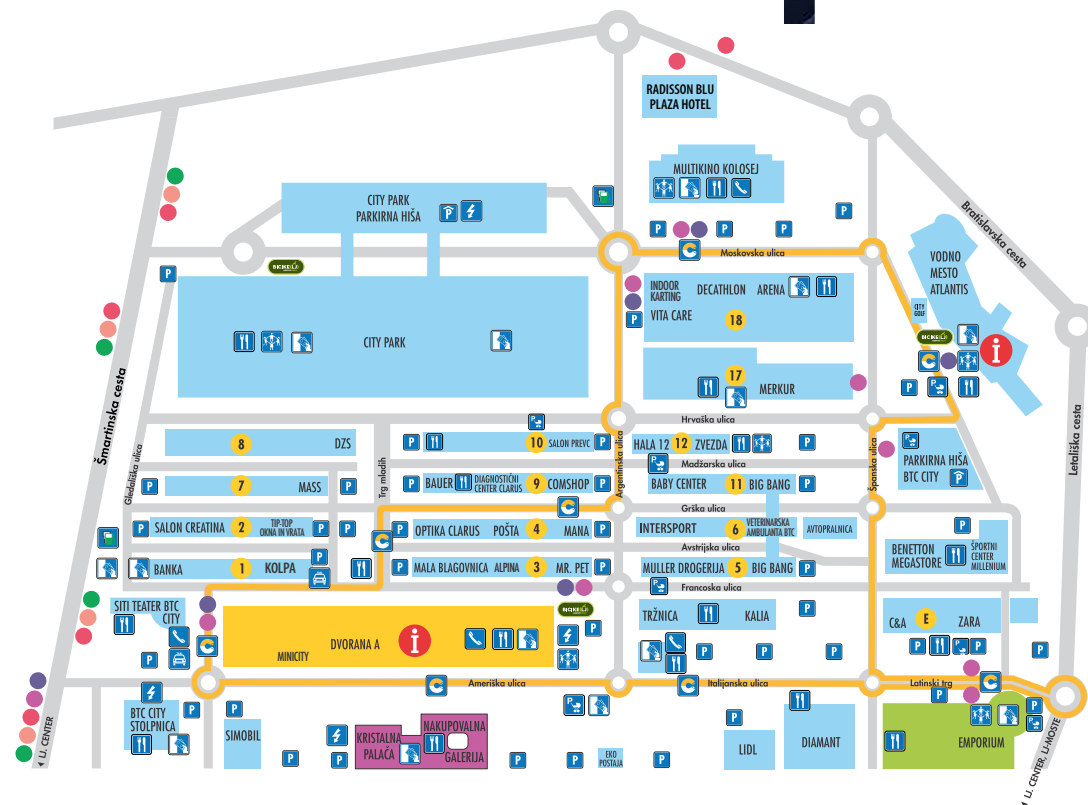 RADISSON BLU
PLAZA HOTEL
MULTIKINO KOLOSEJ
CITY PARK
PARKIRNA HIŠA
Bratislavska cesta
Moskovska ulica
VODNO
MESTO
ATLANTIS
BICIKELJ
INDOOR
KARTING
DECATHLON
ARENA
VITA CARE
18
CITY
GOLF
BICIKELJ
CITY PARK
17
MERKUR
Šmartinska cesta
Letališka cesta
Hrvaška ulica
8
DZS
10
SALON PREVC
HALA 12
12
ZVEZDA
Gledališka ulica
Trg mladih
Argentinska ulica
Madžarska ulica
Španska ulica
PARKIRNA HIŠA
BTC CITY
7
MASS
BAUER
DIAGNOSTIČNI
CENTER CLARUS
9
COMSHOP
BABY CENTER
11
BIG BANG
Grška ulica
SALON CREATINA
2
TIP-TOP
OKNA IN VRATA
OPTIKA CLARUS
POŠTA
4
MANA
INTERSPORT
6
VETERINARSKA
AMBULANTA BTC
AVTOPRALNICA
Avstrijska ulica
BENETTON
MEGASTORE
ŠPORTNI
CENTER
MILLENIUM
BANKA
1
KOLPA
MALA BLAGOVNICA
ALPINA
3
MR. PET
MULLER DROGERIJA
5
BIG BANG
Francoska ulica
SITI TEATER BTC
CITY
BICIKELJ
TRŽNICA
KALIA
C&A
E
ZARA
DVORANA A
MINICITY
Ameriška ulica
Italijanska ulica
Latinski trg
BTC CITY
STOLPNICA
SIMOBIL
KRISTALNA
PALAČA
NAKUPOVALNA
GALERIJA
EKO
POSTAJA
LIDL
DIAMANT
EMPORIUM
LJ. CENTER
LJ. CENTER, LJ-MOSTE